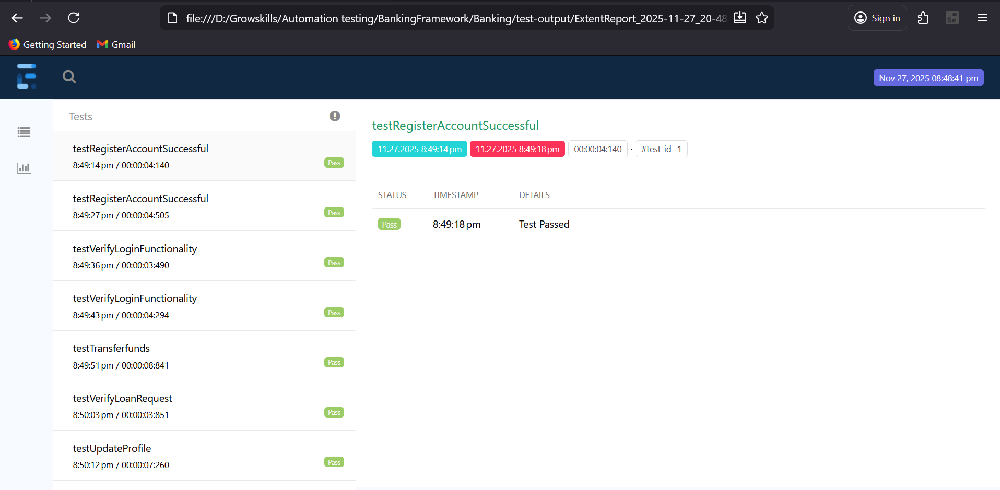 file:///D:/Growskills/Automation testing/BankingFramework/Banking/test-output/ExtentReport_2025-11-27_20-48
Sign in
Se
Getting Started
Gmail
Nov 27, 2025 08:48:41 pm
Tests
testRegisterAccountSuccessful
8:49:14 pm / 00:00:04:140
Pass
testRegisterAccountSuccessful
8:49:27 pm / 00:00:04:505
Pass
testVerifyLoginFunctionality
8:49:36 pm / 00:00:03:490
Pass
testVerifyLoginFunctionality
8:49:43 pm / 00:00:04:294
Pass
testTransferfunds
8:49:51 pm / 00:00:08:841
Pass
testVerifyLoanRequest
8:50:03 pm / 00:00:03:851
Pass
testUpdateProfile
8:50:12 pm / 00:00:07:260
Pass
testRegisterAccountSuccessful
11.27.2025 8:49:14 pm 11.27.2025 8:49:18 pm 00:00:04:140 · #test-id=1
STATUS TIMESTAMP DETAILS
Pass 8:49:18 pm Test Passed